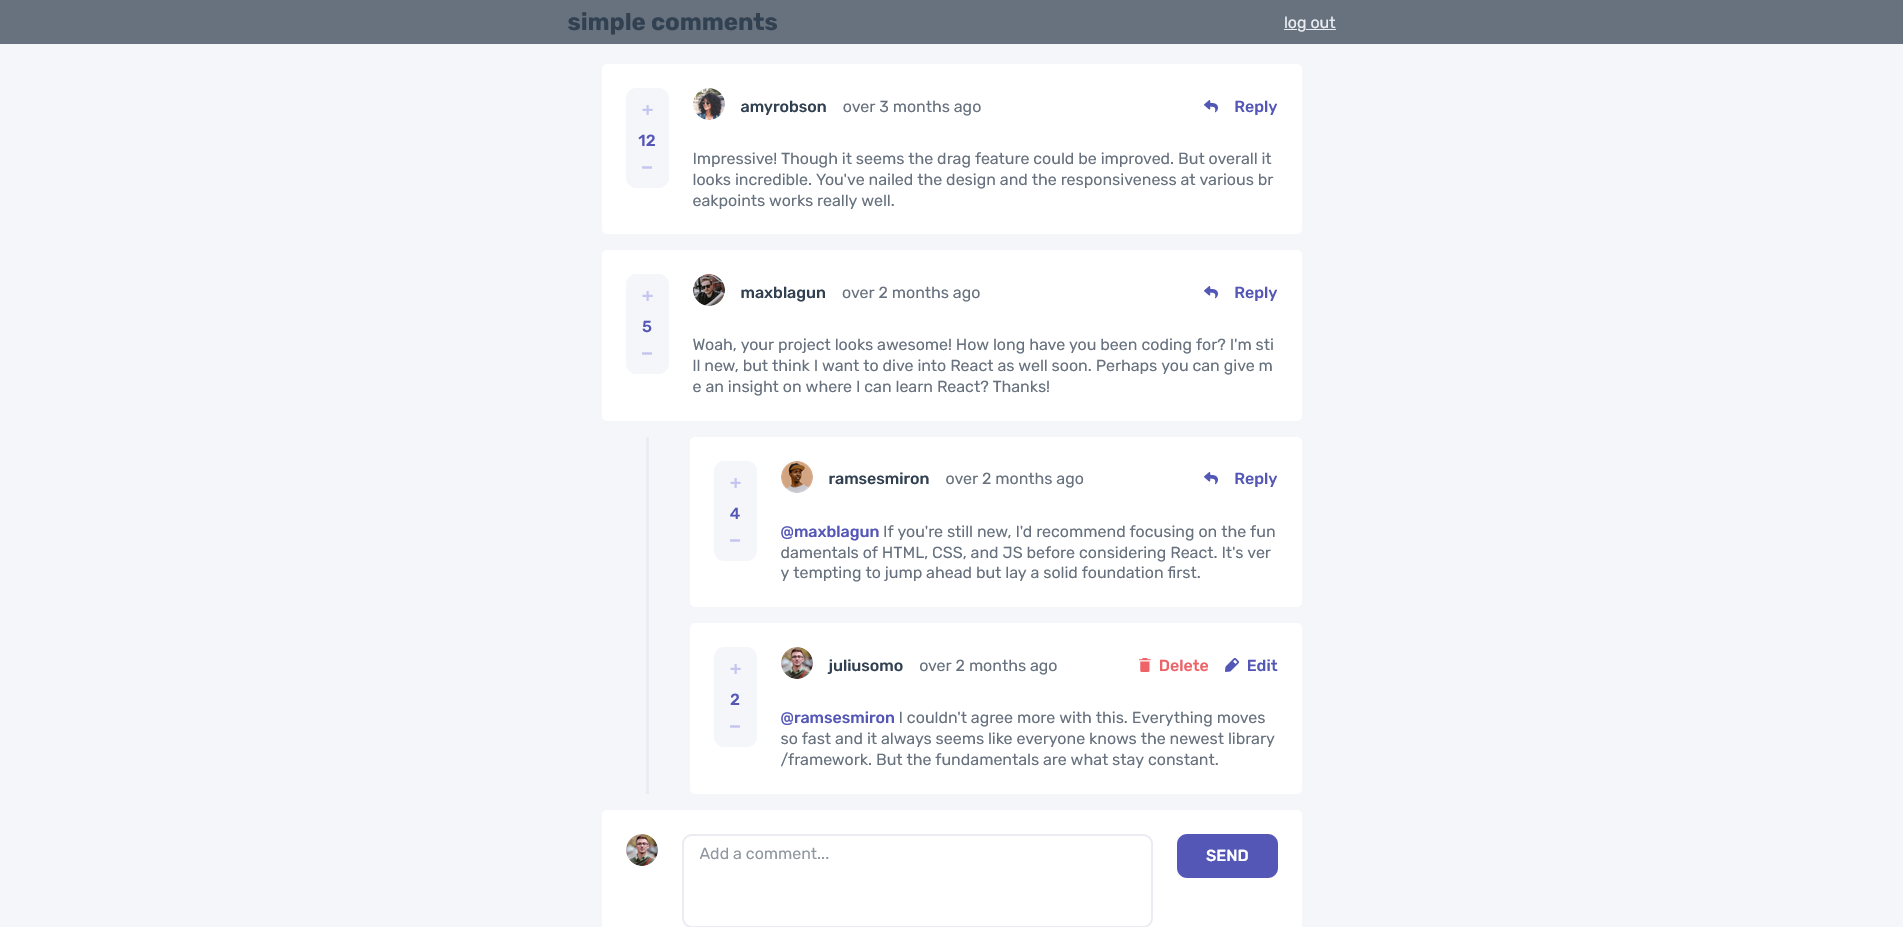 simple comments
log out
+
12
−
amyrobson over 3 months ago
Reply
Impressive! Though it seems the drag feature could be improved. But overall it
looks incredible. You've nailed the design and the responsiveness at various br
eakpoints works really well.
+
5
−
maxblagun over 2 months ago
Reply
Woah, your project looks awesome! How long have you been coding for? I'm sti
ll new, but think I want to dive into React as well soon. Perhaps you can give m
e an insight on where I can learn React? Thanks!
+
4
−
ramsesmiron over 2 months ago
Reply
@maxblagun If you're still new, I'd recommend focusing on the fun
damentals of HTML, CSS, and JS before considering React. It's ver
y tempting to jump ahead but lay a solid foundation first.
+
2
−
juliusomo over 2 months ago
Delete Edit
@ramsesmiron I couldn't agree more with this. Everything moves
so fast and it always seems like everyone knows the newest library
/framework. But the fundamentals are what stay constant.
Add a comment...
SEND